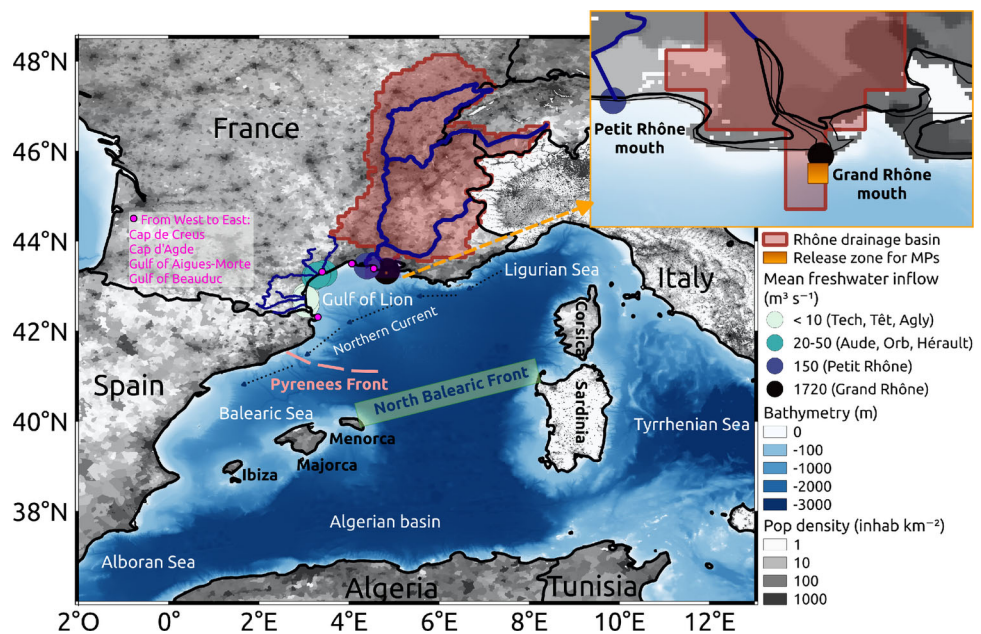 48°N
46°N
44°N
42°N
40°N
38°N
2°O
0°E
2°E
4°E
6°E
8°E
10°E
12°E
France
From West to East:
Cap de Creus
Cap d'Agde
Gulf of Aigues-Morte
Gulf of Beauduc
Gulf of Lion
Ligurian Sea
Italy
Northern Current
Corsica
Spain
Pyrenees Front
North Balearic Front
Balearic Sea
Menorca
Majorca
Ibiza
Sardinia
Tyrrhenian Sea
Algerian basin
Alboran Sea
Algeria
Tunisia
Petit Rhône
mouth
Grand Rhône
mouth
Rhône drainage basin
Release zone for MPs
Mean freshwater inflow
(m³ s⁻¹)
< 10 (Tech, Têt, Agly)
20-50 (Aude, Orb, Hérault)
150 (Petit Rhône)
1720 (Grand Rhône)
Bathymetry (m)
0
-100
-1000
-2000
-3000
Pop density (inhab km⁻²)
1
10
100
1000